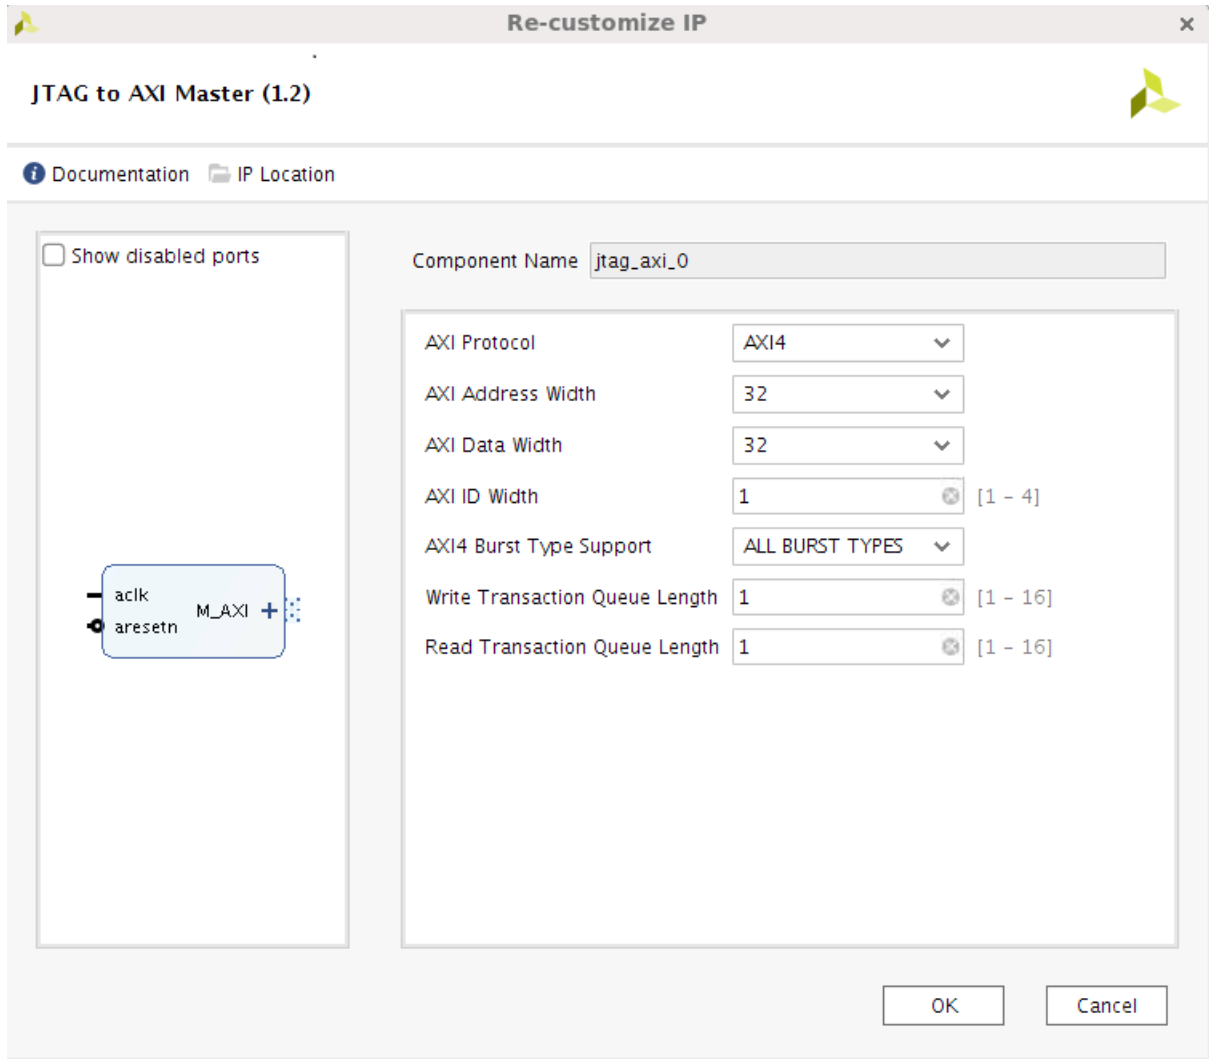 Re-customize IP
JTAG to AXI Master (1.2)
Documentation IP Location
Show disabled ports
Component Name jtag_axi_0
AXI Protocol AXI4
AXI Address Width 32
AXI Data Width 32
AXI ID Width 1 [1 - 4]
AXI4 Burst Type Support ALL BURST TYPES
aclk
M_AXI
aresetn
Write Transaction Queue Length 1 [1 - 16]
Read Transaction Queue Length 1 [1 - 16]
OK Cancel